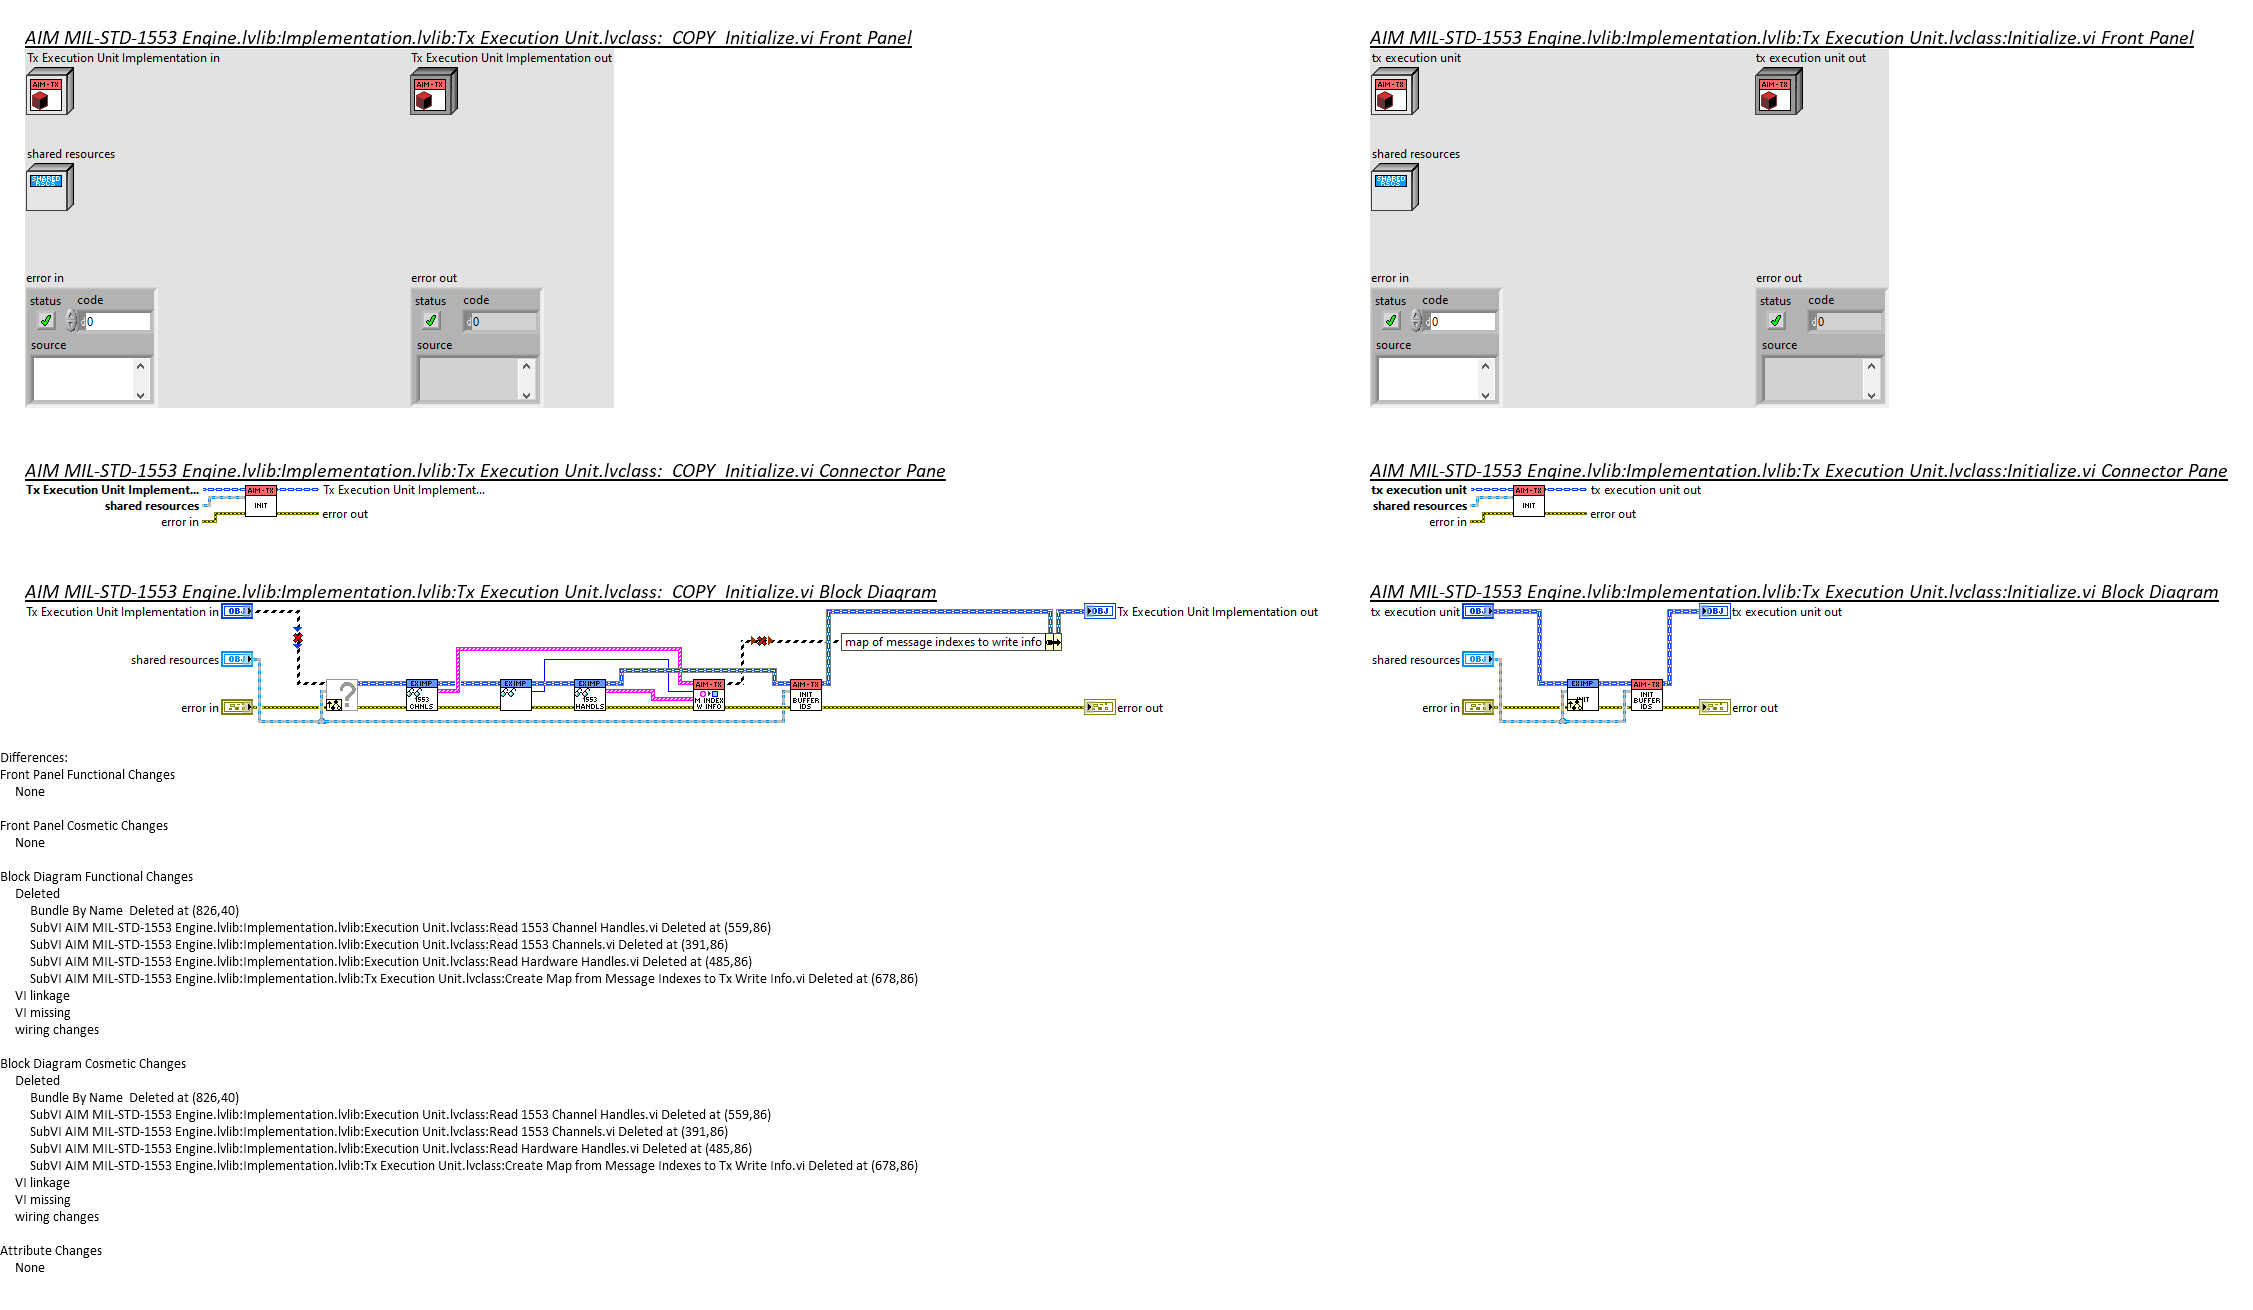 AIM MIL-STD-1553 Engine.lvlib:Implementation.lvlib:Tx Execution Unit.lvclass:_COPY_Initialize.vi Front Panel
Tx Execution Unit Implementation in
Tx Execution Unit Implementation out
AIM-TX
AIM-TX
shared resources
SHARED
RSCS
error in
error out
status code
status code
0
0
source
source
AIM MIL-STD-1553 Engine.lvlib:Implementation.lvlib:Tx Execution Unit.lvclass:Initialize.vi Front Panel
tx execution unit
tx execution unit out
AIM-TX
AIM-TX
shared resources
SHARED
RSCS
error in
error out
status code
status code
0
0
source
source
AIM MIL-STD-1553 Engine.lvlib:Implementation.lvlib:Tx Execution Unit.lvclass:_COPY_Initialize.vi Connector Pane
Tx Execution Unit Implement...
AIM-TX
INIT
Tx Execution Unit Implement...
shared resources
error in
error out
AIM MIL-STD-1553 Engine.lvlib:Implementation.lvlib:Tx Execution Unit.lvclass:Initialize.vi Connector Pane
tx execution unit
AIM-TX
INIT
tx execution unit out
shared resources
error in
error out
AIM MIL-STD-1553 Engine.lvlib:Implementation.lvlib:Tx Execution Unit.lvclass:_COPY_Initialize.vi Block Diagram
Tx Execution Unit Implementation in
OBJ
OBJ
Tx Execution Unit Implementation out
map of message indexes to write info
shared resources
OBJ
?
EXIMP
1553
CHNLS
EXIMP
EXIMP
1553
HANDLS
AIM-TX
M INDEX
W INFO
AIM-TX
INIT
BUFFER
IDS
error in
error out
AIM MIL-STD-1553 Engine.lvlib:Implementation.lvlib:Tx Execution Unit.lvclass:Initialize.vi Block Diagram
tx execution unit
OBJ
OBJ
tx execution unit out
shared resources
OBJ
EXIMP
AIM-TX
INIT
BUFFER
IDS
error in
error out
Differences:
Front Panel Functional Changes
None
Front Panel Cosmetic Changes
None
Block Diagram Functional Changes
Deleted
Bundle By Name  Deleted at (826,40)
SubVI AIM MIL-STD-1553 Engine.lvlib:Implementation.lvlib:Execution Unit.lvclass:Read 1553 Channel Handles.vi Deleted at (559,86)
SubVI AIM MIL-STD-1553 Engine.lvlib:Implementation.lvlib:Execution Unit.lvclass:Read 1553 Channels.vi Deleted at (391,86)
SubVI AIM MIL-STD-1553 Engine.lvlib:Implementation.lvlib:Execution Unit.lvclass:Read Hardware Handles.vi Deleted at (485,86)
SubVI AIM MIL-STD-1553 Engine.lvlib:Implementation.lvlib:Tx Execution Unit.lvclass:Create Map from Message Indexes to Tx Write Info.vi Deleted at (678,86)
VI linkage
VI missing
wiring changes
Block Diagram Cosmetic Changes
Deleted
Bundle By Name  Deleted at (826,40)
SubVI AIM MIL-STD-1553 Engine.lvlib:Implementation.lvlib:Execution Unit.lvclass:Read 1553 Channel Handles.vi Deleted at (559,86)
SubVI AIM MIL-STD-1553 Engine.lvlib:Implementation.lvlib:Execution Unit.lvclass:Read 1553 Channels.vi Deleted at (391,86)
SubVI AIM MIL-STD-1553 Engine.lvlib:Implementation.lvlib:Execution Unit.lvclass:Read Hardware Handles.vi Deleted at (485,86)
SubVI AIM MIL-STD-1553 Engine.lvlib:Implementation.lvlib:Tx Execution Unit.lvclass:Create Map from Message Indexes to Tx Write Info.vi Deleted at (678,86)
VI linkage
VI missing
wiring changes
Attribute Changes
None